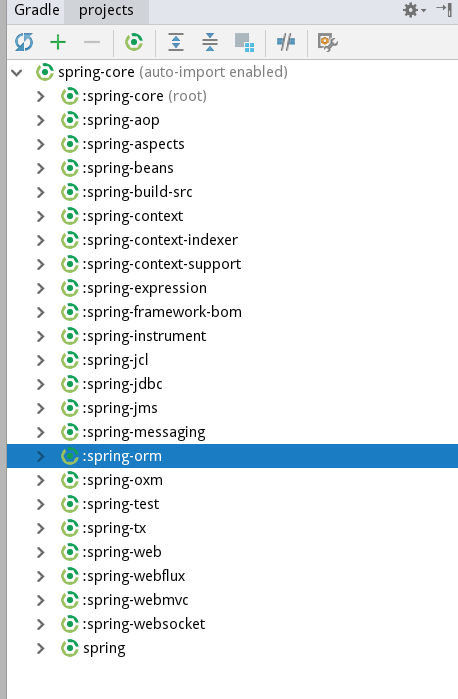 Gradle projects
spring-core (auto-import enabled)
:spring-core (root)
:spring-aop
:spring-aspects
:spring-beans
:spring-build-src
:spring-context
:spring-context-indexer
:spring-context-support
:spring-expression
:spring-framework-bom
:spring-instrument
:spring-jcl
:spring-jdbc
:spring-jms
:spring-messaging
:spring-orm
:spring-oxm
:spring-test
:spring-tx
:spring-web
:spring-webflux
:spring-webmvc
:spring-websocket
spring